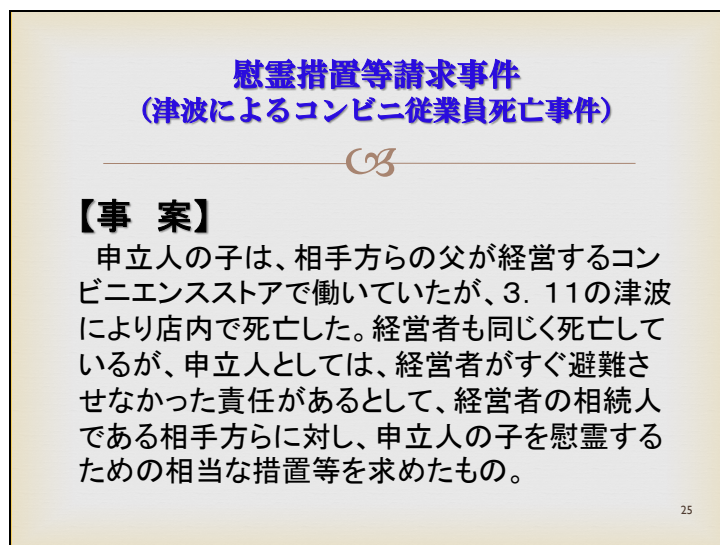 慰霊措置等請求事件
(津波によるコンビニ従業員死亡事件)
【事　案】
　申立人の子は、相手方らの父が経営するコン
ビニエンスストアで働いていたが、3．11の津波
により店内で死亡した。経営者も同じく死亡して
いるが、申立人としては、経営者がすぐ避難さ
せなかった責任があるとして、経営者の相続人
である相手方らに対し、申立人の子を慰霊する
ための相当な措置等を求めたもの。
25